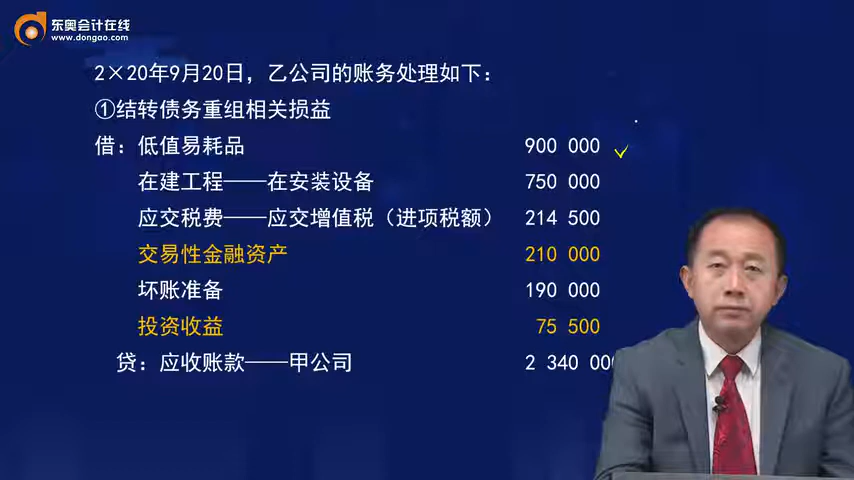 东奥会计在线
www.dongao.com
2×20年9月20日，乙公司的账务处理如下：
①结转债务重组相关损益
借：低值易耗品 900 000
在建工程——在安装设备 750 000
应交税费——应交增值税（进项税额） 214 500
交易性金融资产 210 000
坏账准备 190 000
投资收益 75 500
贷：应收账款——甲公司 2 340 000